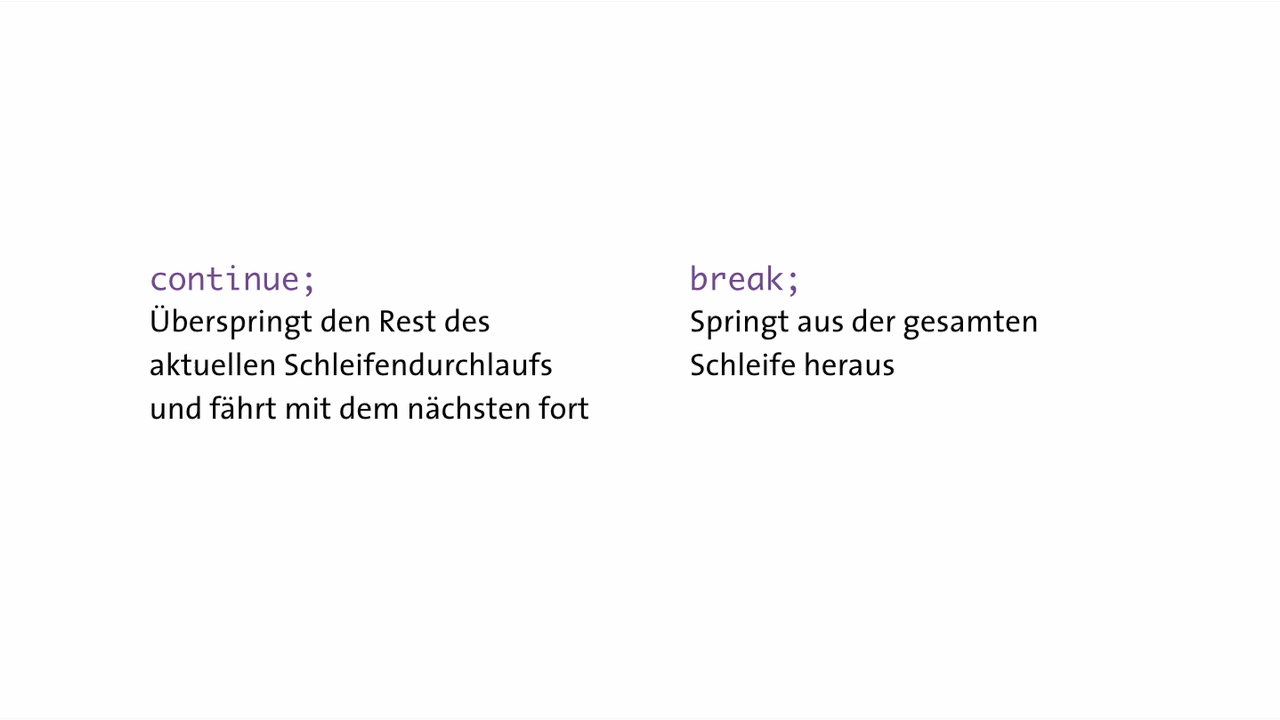 continue;
Überspringt den Rest des
aktuellen Schleifendurchlaufs
und fährt mit dem nächsten fort
break;
Springt aus der gesamten
Schleife heraus